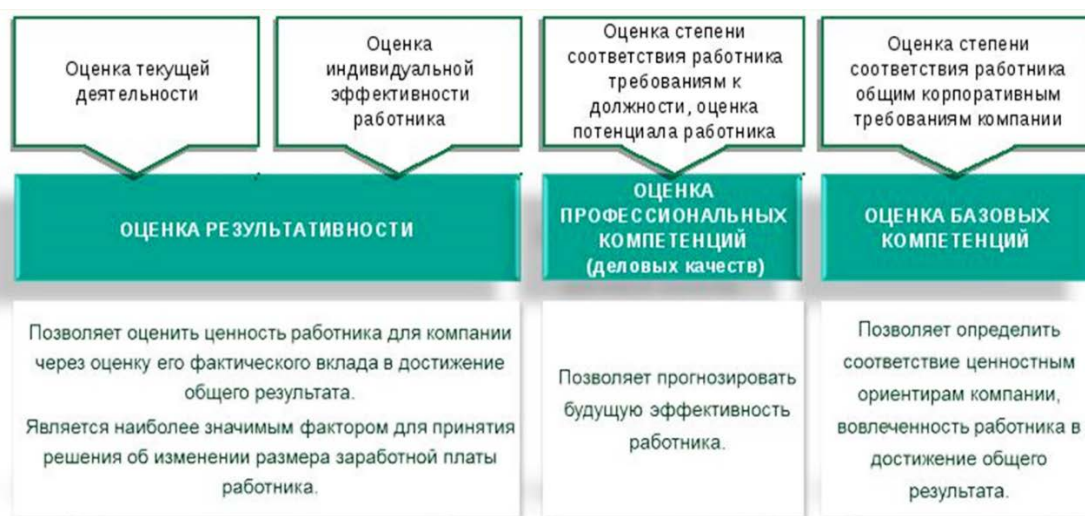 Оценка текущей
деятельности
Оценка
индивидуальной
эффективности
работника
Оценка степени
соответствия работника
требованиям к
должности, оценка
потенциала работника
Оценка степени
соответствия работника
общим корпоративным
требованиям компании
ОЦЕНКА РЕЗУЛЬТАТИВНОСТИ
ОЦЕНКА
ПРОФЕССИОНАЛЬНЫХ
КОМПЕТЕНЦИЙ
(деловых качеств)
ОЦЕНКА БАЗОВЫХ
КОМПЕТЕНЦИЙ
Позволяет оценить ценность работника для компании
через оценку его фактического вклада в достижение
общего результата.
Является наиболее значимым фактором для принятия
решения об изменении размера заработной платы
работника.
Позволяет прогнозировать
будущую эффективность
работника.
Позволяет определить
соответствие ценностным
ориентирам компании,
вовлеченность работника в
достижение общего
результата.